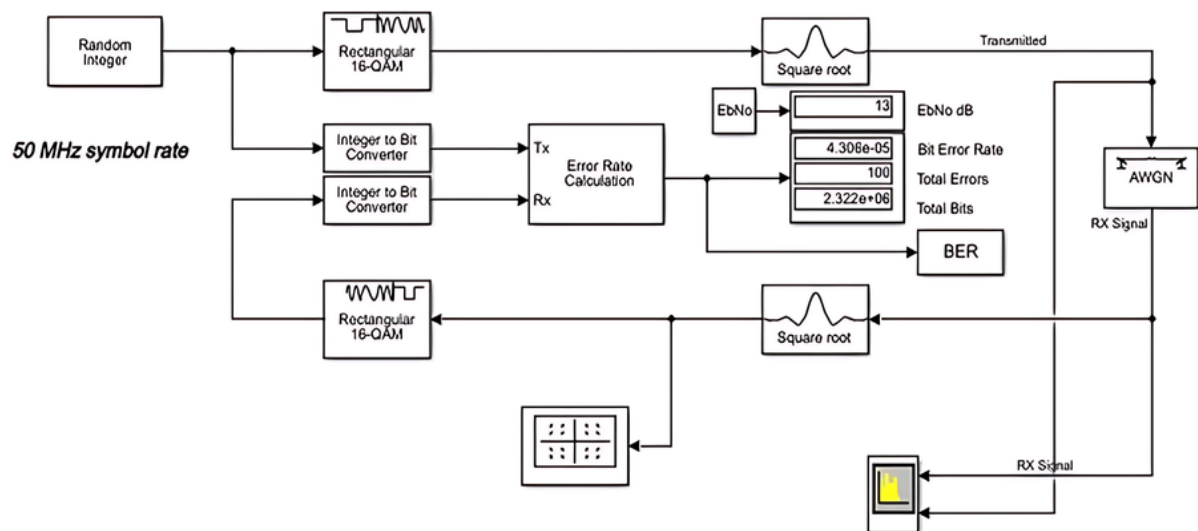 Random
Integer
Rectangular
16-QAM
Square root
Transmitted
EbNo
13
EbNo dB
50 MHz symbol rate
Integer to Bit
Converter
Tx
Error Rate
Calculation
4.306e-05
Bit Error Rate
100
Total Errors
2.322e+06
Total Bits
AWGN
Integer to Bit
Converter
Rx
RX Signal
BER
Rectangular
16-QAM
Square root
RX Signal